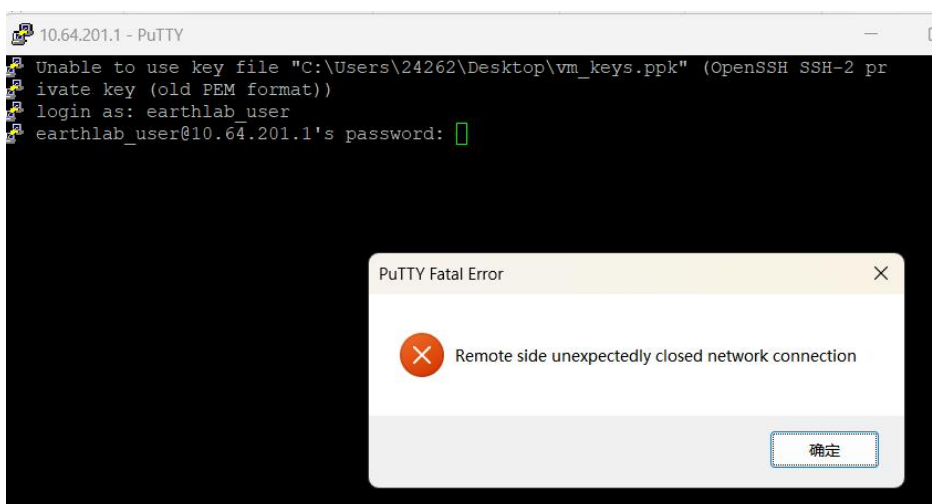 10.64.201.1 - PuTTY
Unable to use key file "C:\Users\24262\Desktop\vm_keys.ppk" (OpenSSH SSH-2 pr
ivate key (old PEM format))
login as: earthlab_user
earthlab_user@10.64.201.1's password:
PuTTY Fatal Error
Remote side unexpectedly closed network connection
确定